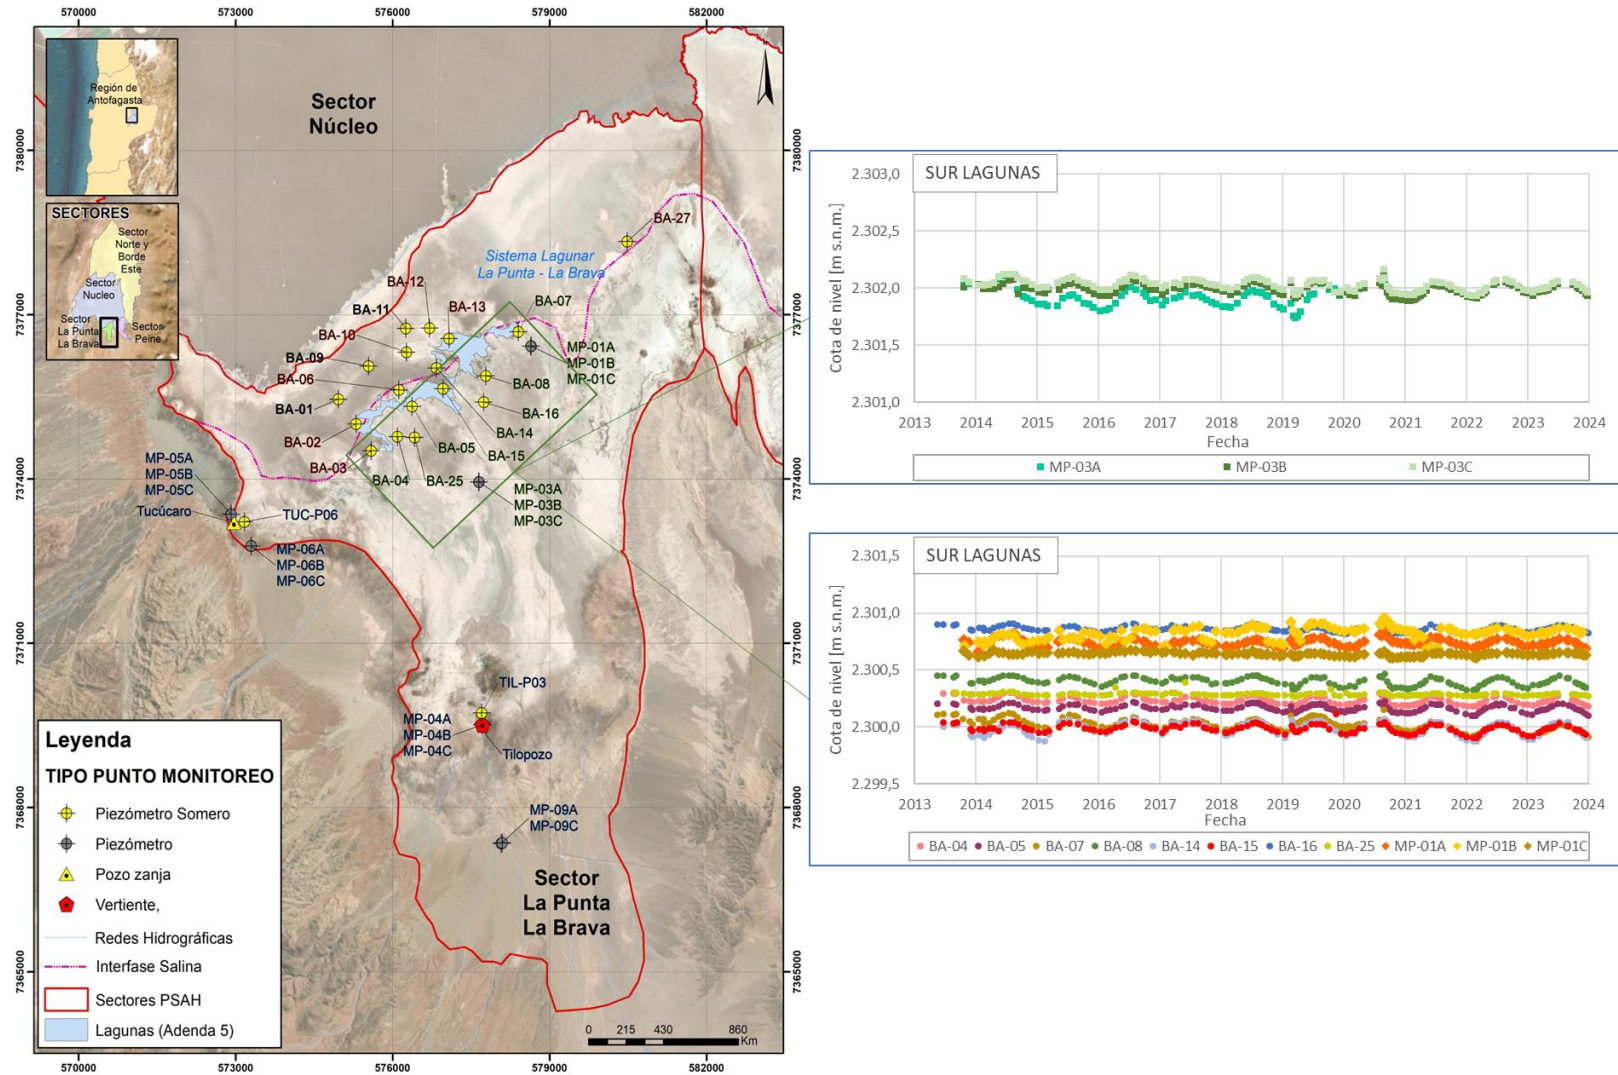 570000
573000
576000
579000
582000
7380000
7377000
7374000
7371000
7368000
7365000
7380000
7377000
7374000
7371000
7368000
7365000
570000
573000
576000
579000
582000
Región de
Antofagasta
SECTORES
Sector
Norte y
Borde
Este
Sector
Nucleo
Sector
La Punta
La Brava
Sector
Peine
Sector
Núcleo
N
Sistema Lagunar
La Punta - La Brava
BA-27
BA-12
BA-13
BA-07
BA-11
BA-10
BA-09
BA-06
BA-01
BA-02
BA-03
BA-04
BA-25
BA-05
BA-15
BA-14
BA-16
BA-08
MP-01A
MP-01B
MP-01C
MP-03A
MP-03B
MP-03C
MP-05A
MP-05B
MP-05C
Tucúcaro
TUC-P06
MP-06A
MP-06B
MP-06C
TIL-P03
MP-04A
MP-04B
MP-04C
Tilopozo
MP-09A
MP-09C
Sector
La Punta
La Brava
Leyenda
TIPO PUNTO MONITOREO
Piezómetro Somero
Piezómetro
Pozo zanja
Vertiente,
Redes Hidrográficas
Interfase Salina
Sectores PSAH
Lagunas (Adenda 5)
0 215 430 860
Km
SUR LAGUNAS
Cota de nivel [m s.n.m.]
2.303,0
2.302,5
2.302,0
2.301,5
2.301,0
2013 2014 2015 2016 2017 2018 2019 2020 2021 2022 2023 2024
Fecha
MP-03A MP-03B MP-03C
SUR LAGUNAS
Cota de nivel [m s.n.m.]
2.301,5
2.301,0
2.300,5
2.300,0
2.299,5
2013 2014 2015 2016 2017 2018 2019 2020 2021 2022 2023 2024
Fecha
BA-04 BA-05 BA-07 BA-08 BA-14 BA-15 BA-16 BA-25 MP-01A MP-01B MP-01C